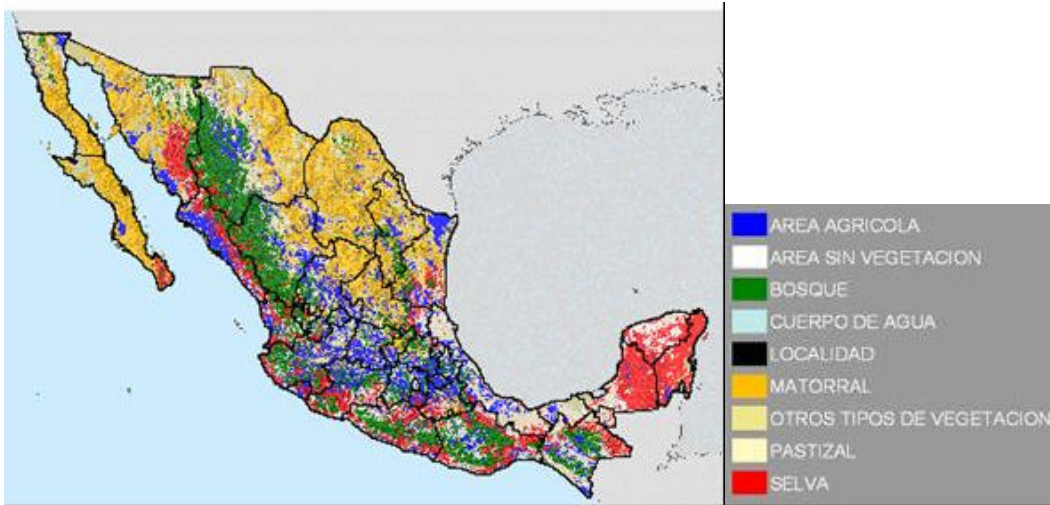 AREA AGRICOLA
AREA SIN VEGETACION
BOSQUE
CUERPO DE AGUA
LOCALIDAD
MATORRAL
OTROS TIPOS DE VEGETACION
PASTIZAL
SELVA